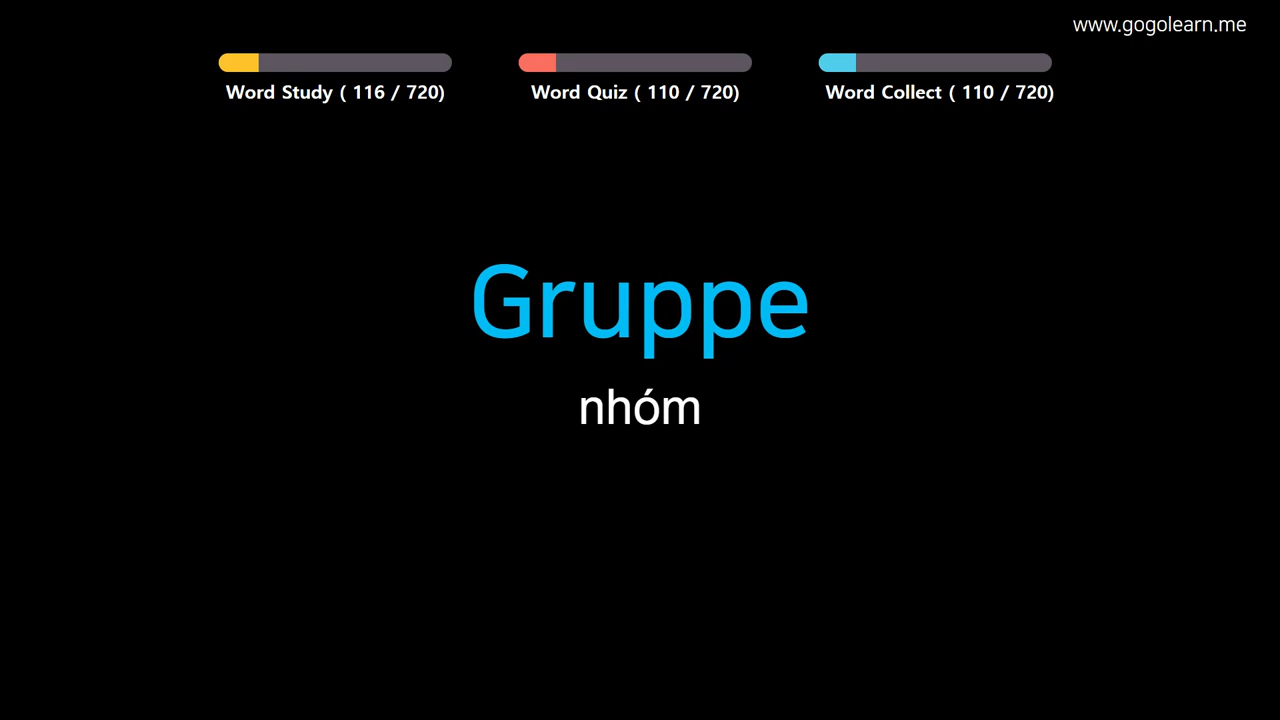 www.gogolearn.me
Word Study ( 116 / 720)
Word Quiz ( 110 / 720)
Word Collect ( 110 / 720)
Gruppe
nhóm